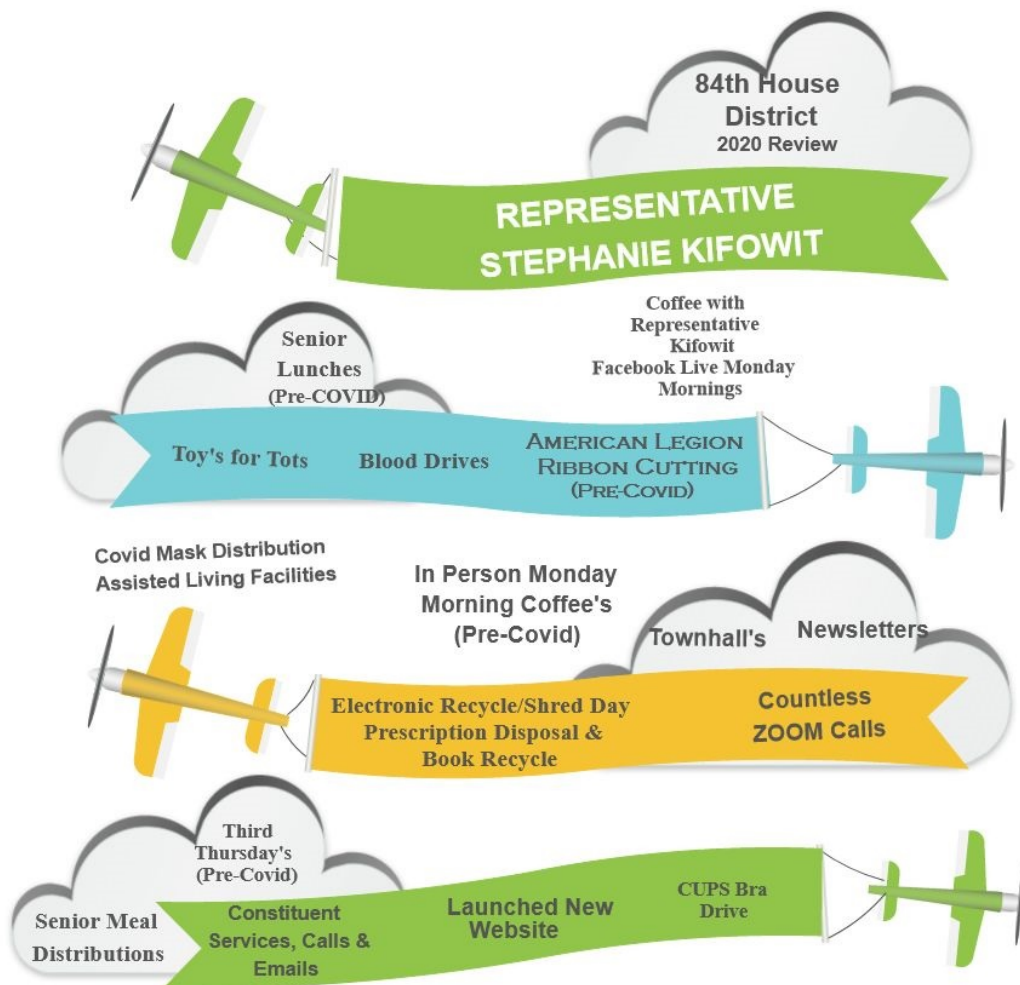 84th House
District
2020 Review
REPRESENTATIVE
STEPHANIE KIFOWIT
Coffee with
Representative
Kifowit
Facebook Live Monday
Mornings
Senior
Lunches
(Pre-COVID)
Toy's for Tots
Blood Drives
AMERICAN LEGION
RIBBON CUTTING
(PRE-COVID)
Covid Mask Distribution
Assisted Living Facilities
In Person Monday
Morning Coffee's
(Pre-Covid)
Townhall's
Newsletters
Electronic Recycle/Shred Day
Prescription Disposal &
Book Recycle
Countless
ZOOM Calls
Third
Thursday's
(Pre-Covid)
Senior Meal
Distributions
Constituent
Services, Calls &
Emails
Launched New
Website
CUPS Bra
Drive